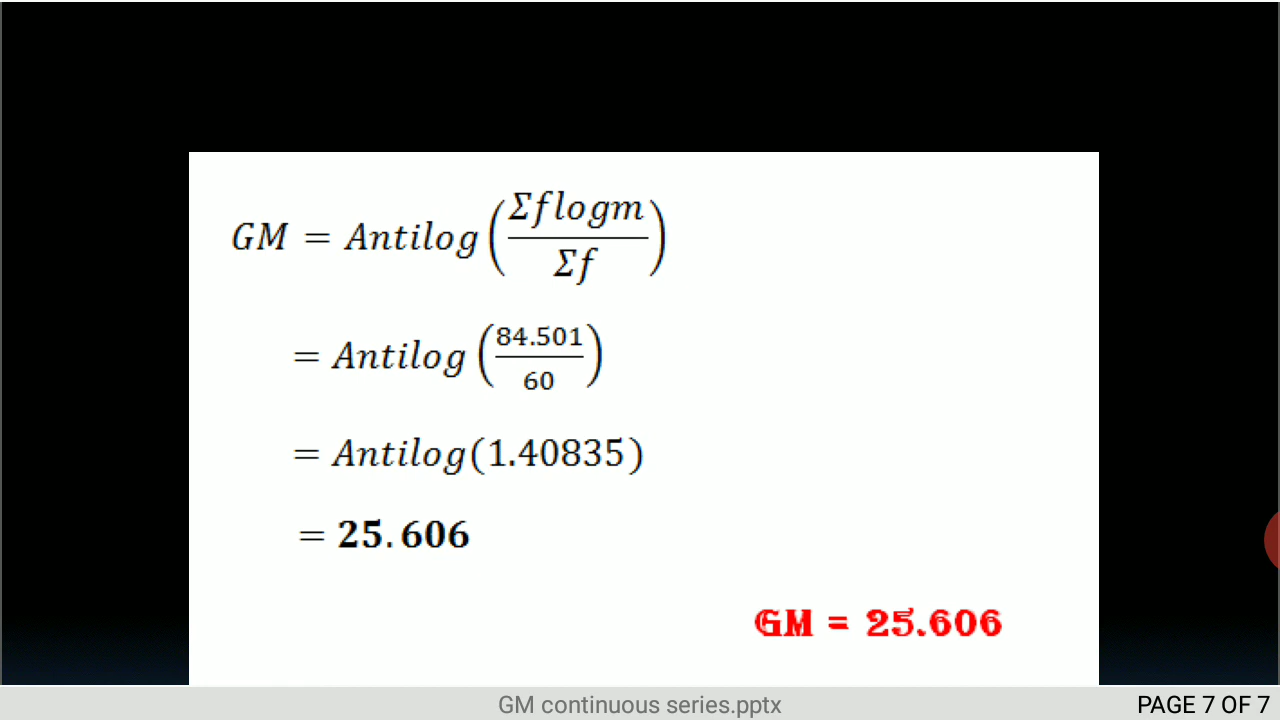 GM = Antilog(Σflogm/Σf)
= Antilog(84.501/60)
= Antilog(1.40835)
= 25.606
GM = 25.606
GM continuous series.pptx
PAGE 7 OF 7